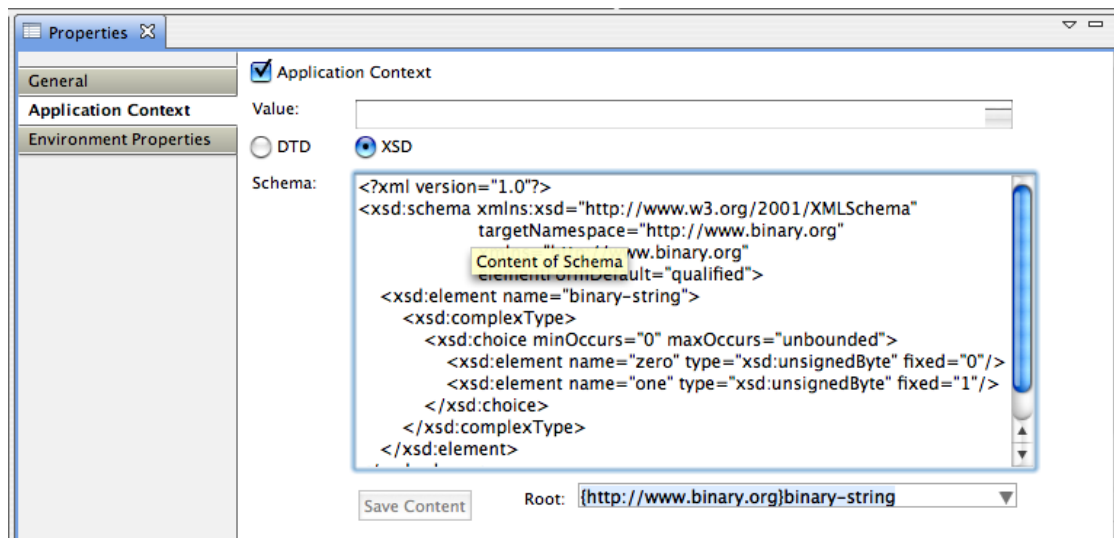 Properties
General
Application Context
Environment Properties
Application Context
Value:
DTD
XSD
Schema:
<?xml version="1.0"?>
<xsd:schema xmlns:xsd="http://www.w3.org/2001/XMLSchema"
targetNamespace="http://www.binary.org"
ww.binary.org"
Content of Schema
elementFormDefault="qualified">
<xsd:element name="binary-string">
<xsd:complexType>
<xsd:choice minOccurs="0" maxOccurs="unbounded">
<xsd:element name="zero" type="xsd:unsignedByte" fixed="0"/>
<xsd:element name="one" type="xsd:unsignedByte" fixed="1"/>
</xsd:choice>
</xsd:complexType>
</xsd:element>
Save Content
Root: {http://www.binary.org}binary-string